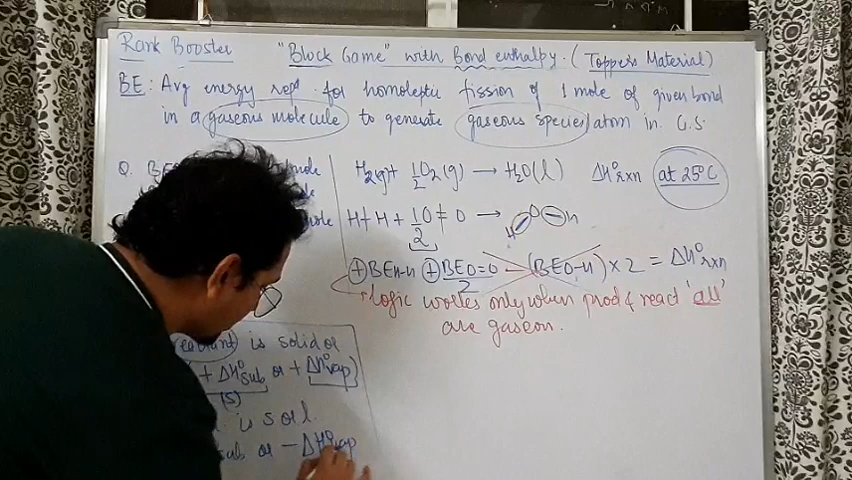 Rank Booster "Block Game" with Bond enthalpy. (Toppers Material)
BE: Avg energy reqd. for homolytic fission of 1 mole of given bond
in a gaseous molecule to generate gaseous species/atom in G.S
Q. BE mole
H2(g)+ 1/2 O2(g) → H2O(l) ΔH°rxn at 25°C
H+H + 1/2 O≠O → H O H
+BEH-H + BEO=O/2 - (BEO-H) × 2 = ΔH°rxn
Logic works only when prod & react 'all'
are gaseous.
is solid or
+ ΔH°sub or + ΔH°vap)
(s)
is s or l.
sub or - ΔH°vap